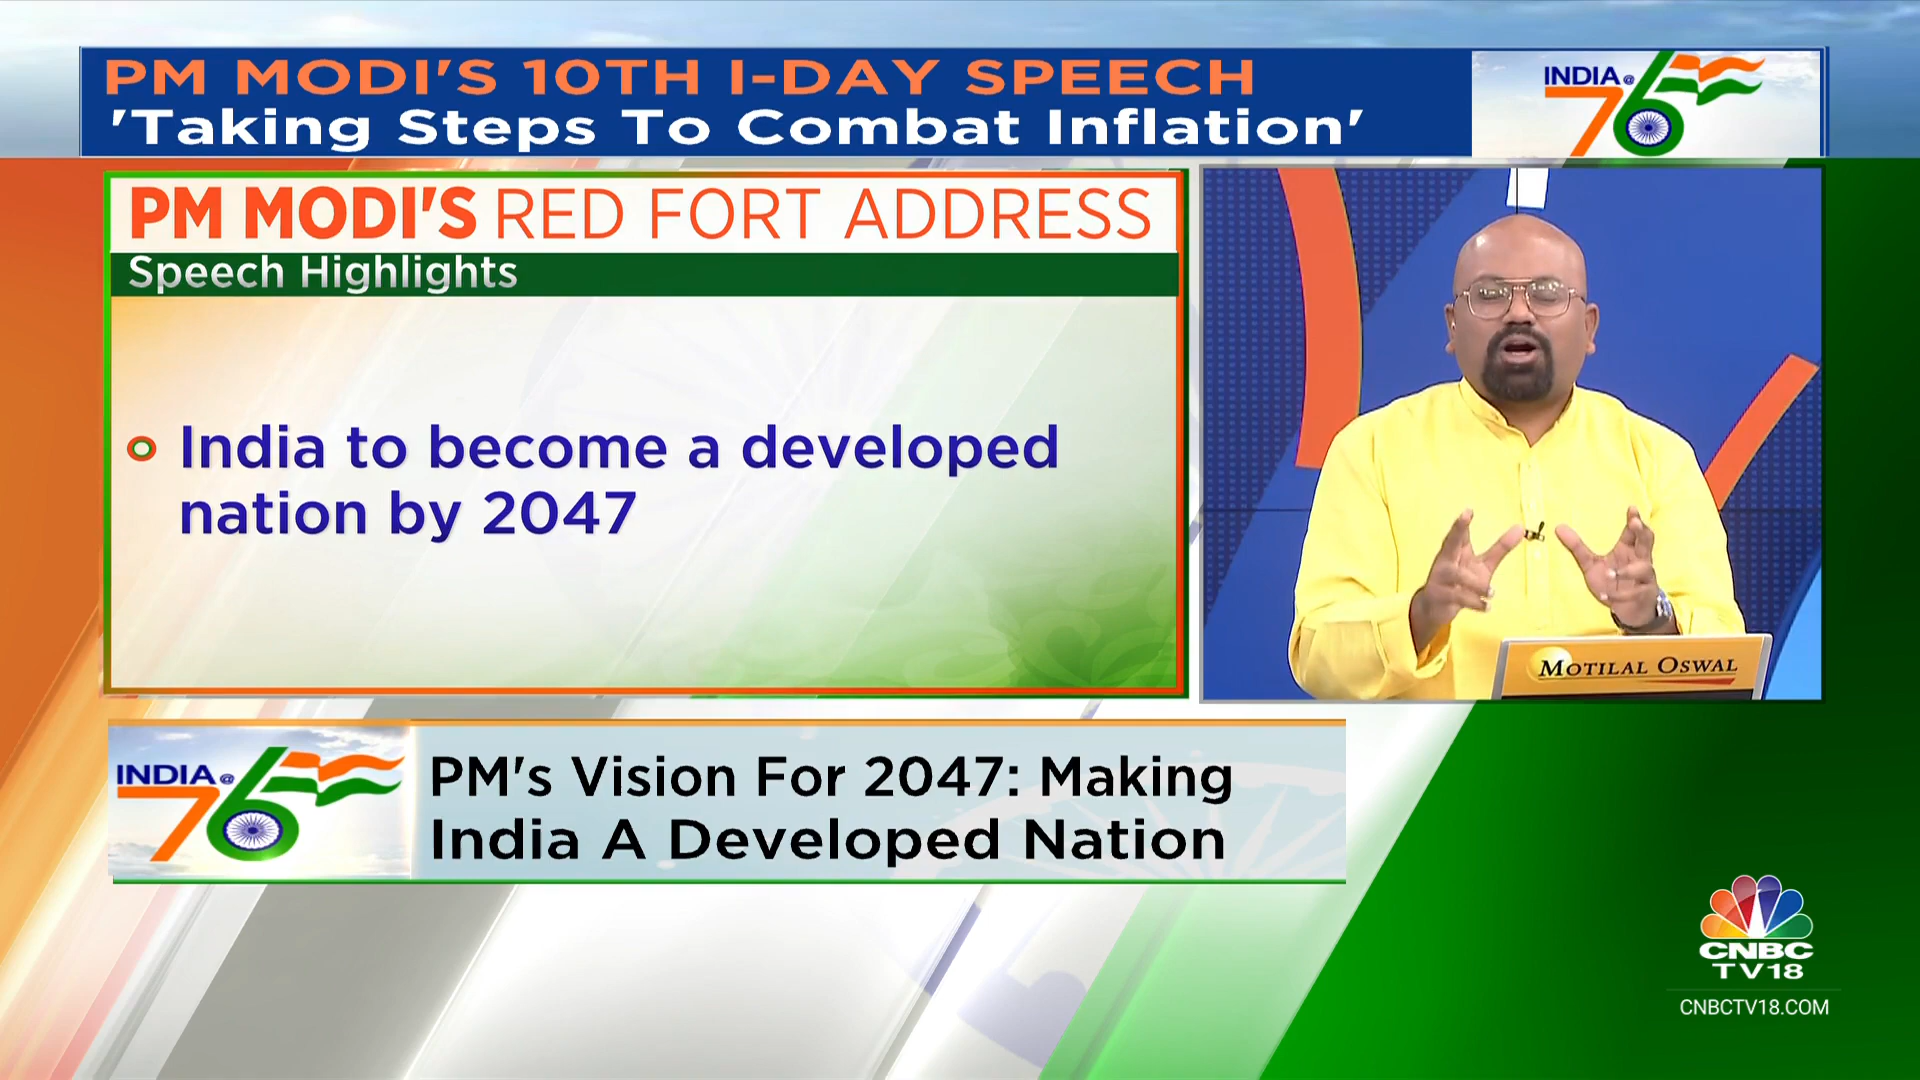 PM MODI'S 10TH I-DAY SPEECH
'Taking Steps To Combat Inflation'
INDIA@
76
PM MODI'S RED FORT ADDRESS
Speech Highlights
India to become a developed
nation by 2047
MOTILAL OSWAL
INDIA@
76
PM's Vision For 2047: Making
India A Developed Nation
CNBC
TV18
CNBCTV18.COM